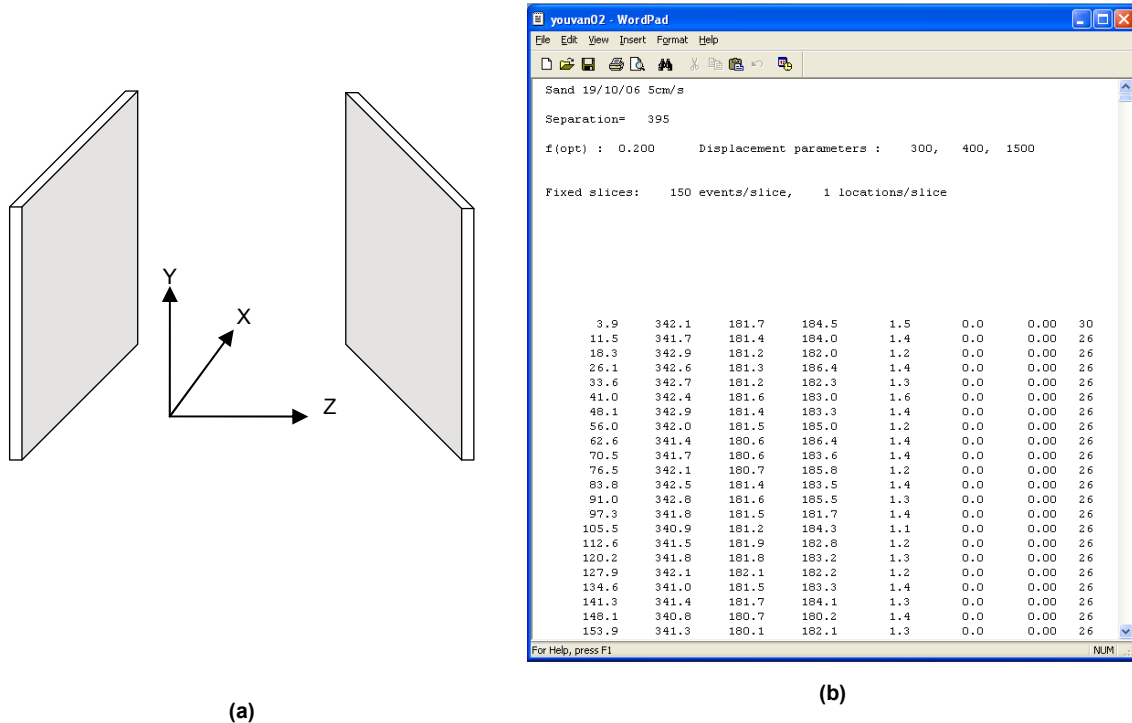 Y
X
Z
(a)
youvan02 - WordPad
File Edit View Insert Format Help
Sand 19/10/06 5cm/s
Separation= 395
f(opt) : 0.200 Displacement parameters : 300, 400, 1500
Fixed slices: 150 events/slice, 1 locations/slice
3.9 342.1 181.7 184.5 1.5 0.0 0.00 30
11.5 341.7 181.4 184.0 1.4 0.0 0.00 26
18.3 342.9 181.2 182.0 1.2 0.0 0.00 26
26.1 342.6 181.3 186.4 1.4 0.0 0.00 26
33.6 342.7 181.2 182.3 1.3 0.0 0.00 26
41.0 342.4 181.6 183.0 1.6 0.0 0.00 26
48.1 342.9 181.4 183.3 1.4 0.0 0.00 26
56.0 342.0 181.5 185.0 1.2 0.0 0.00 26
62.6 341.4 180.6 186.4 1.4 0.0 0.00 26
70.5 341.7 180.6 183.6 1.4 0.0 0.00 26
76.5 342.1 180.7 185.8 1.2 0.0 0.00 26
83.8 342.5 181.4 183.5 1.4 0.0 0.00 26
91.0 342.8 181.6 185.5 1.3 0.0 0.00 26
97.3 341.8 181.5 181.7 1.4 0.0 0.00 26
105.5 340.9 181.2 184.3 1.1 0.0 0.00 26
112.6 341.5 181.9 182.8 1.2 0.0 0.00 26
120.2 341.8 181.8 183.2 1.3 0.0 0.00 26
127.9 342.1 182.1 182.2 1.2 0.0 0.00 26
134.6 341.0 181.5 183.3 1.4 0.0 0.00 26
141.3 341.4 181.7 184.1 1.3 0.0 0.00 26
148.1 340.8 180.7 180.2 1.4 0.0 0.00 26
153.9 341.3 180.1 182.1 1.3 0.0 0.00 26
For Help, press F1 NUM
(b)